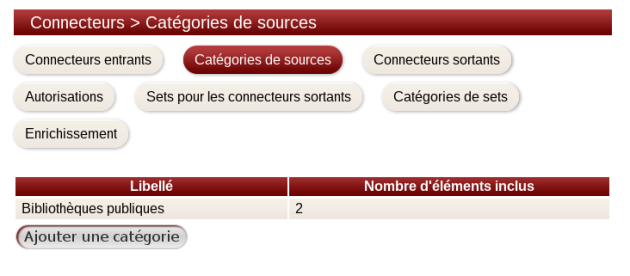 Connecteurs > Catégories de sources
Connecteurs entrants Catégories de sources Connecteurs sortants
Autorisations Sets pour les connecteurs sortants Catégories de sets
Enrichissement
Libellé Nombre d'éléments inclus
Bibliothèques publiques 2
Ajouter une catégorie